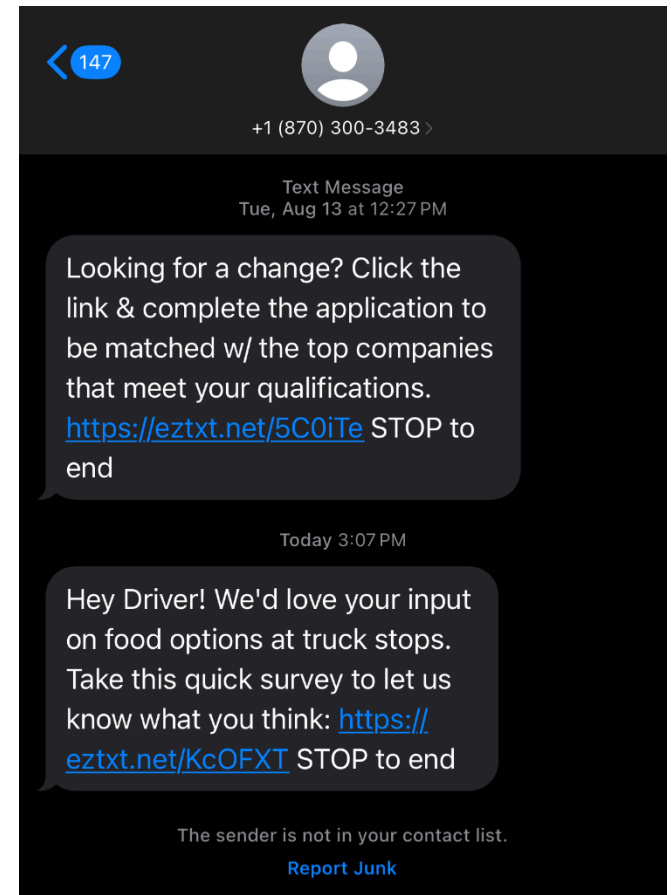 147
+1 (870) 300-3483
Text Message
Tue, Aug 13 at 12:27 PM
Looking for a change? Click the
link & complete the application to
be matched w/ the top companies
that meet your qualifications.
https://eztxt.net/5C0iTe STOP to
end
Today 3:07 PM
Hey Driver! We'd love your input
on food options at truck stops.
Take this quick survey to let us
know what you think: https://
eztxt.net/KcOFXT STOP to end
The sender is not in your contact list.
Report Junk